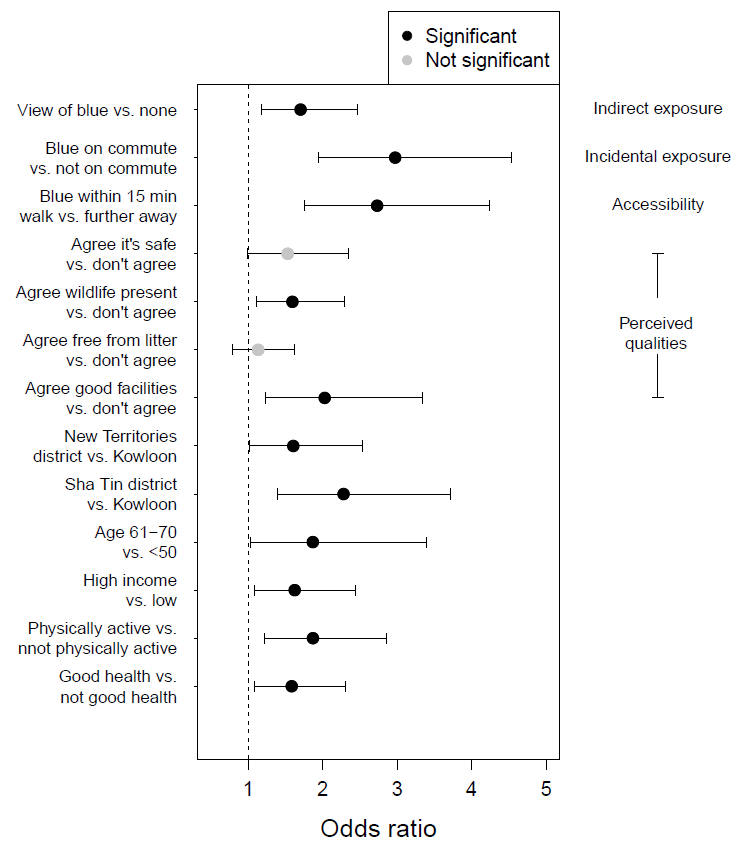 Significant
Not significant
View of blue vs. none
Indirect exposure
Blue on commute
vs. not on commute
Incidental exposure
Blue within 15 min
walk vs. further away
Accessibility
Agree it's safe
vs. don't agree
Agree wildlife present
vs. don't agree
Perceived
qualities
Agree free from litter
vs. don't agree
Agree good facilities
vs. don't agree
New Territories
district vs. Kowloon
Sha Tin district
vs. Kowloon
Age 61−70
vs. <50
High income
vs. low
Physically active vs.
nnot physically active
Good health vs.
not good health
1 2 3 4 5
Odds ratio